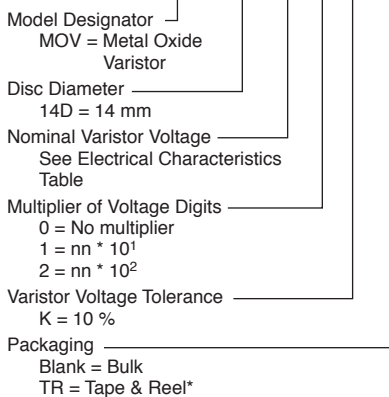 Model Designator
MOV = Metal Oxide
Varistor
Disc Diameter
14D = 14 mm
Nominal Varistor Voltage
See Electrical Characteristics
Table
Multiplier of Voltage Digits
0 = No multiplier
1 = nn * 10¹
2 = nn * 10²
Varistor Voltage Tolerance
K = 10 %
Packaging
Blank = Bulk
TR = Tape & Reel*